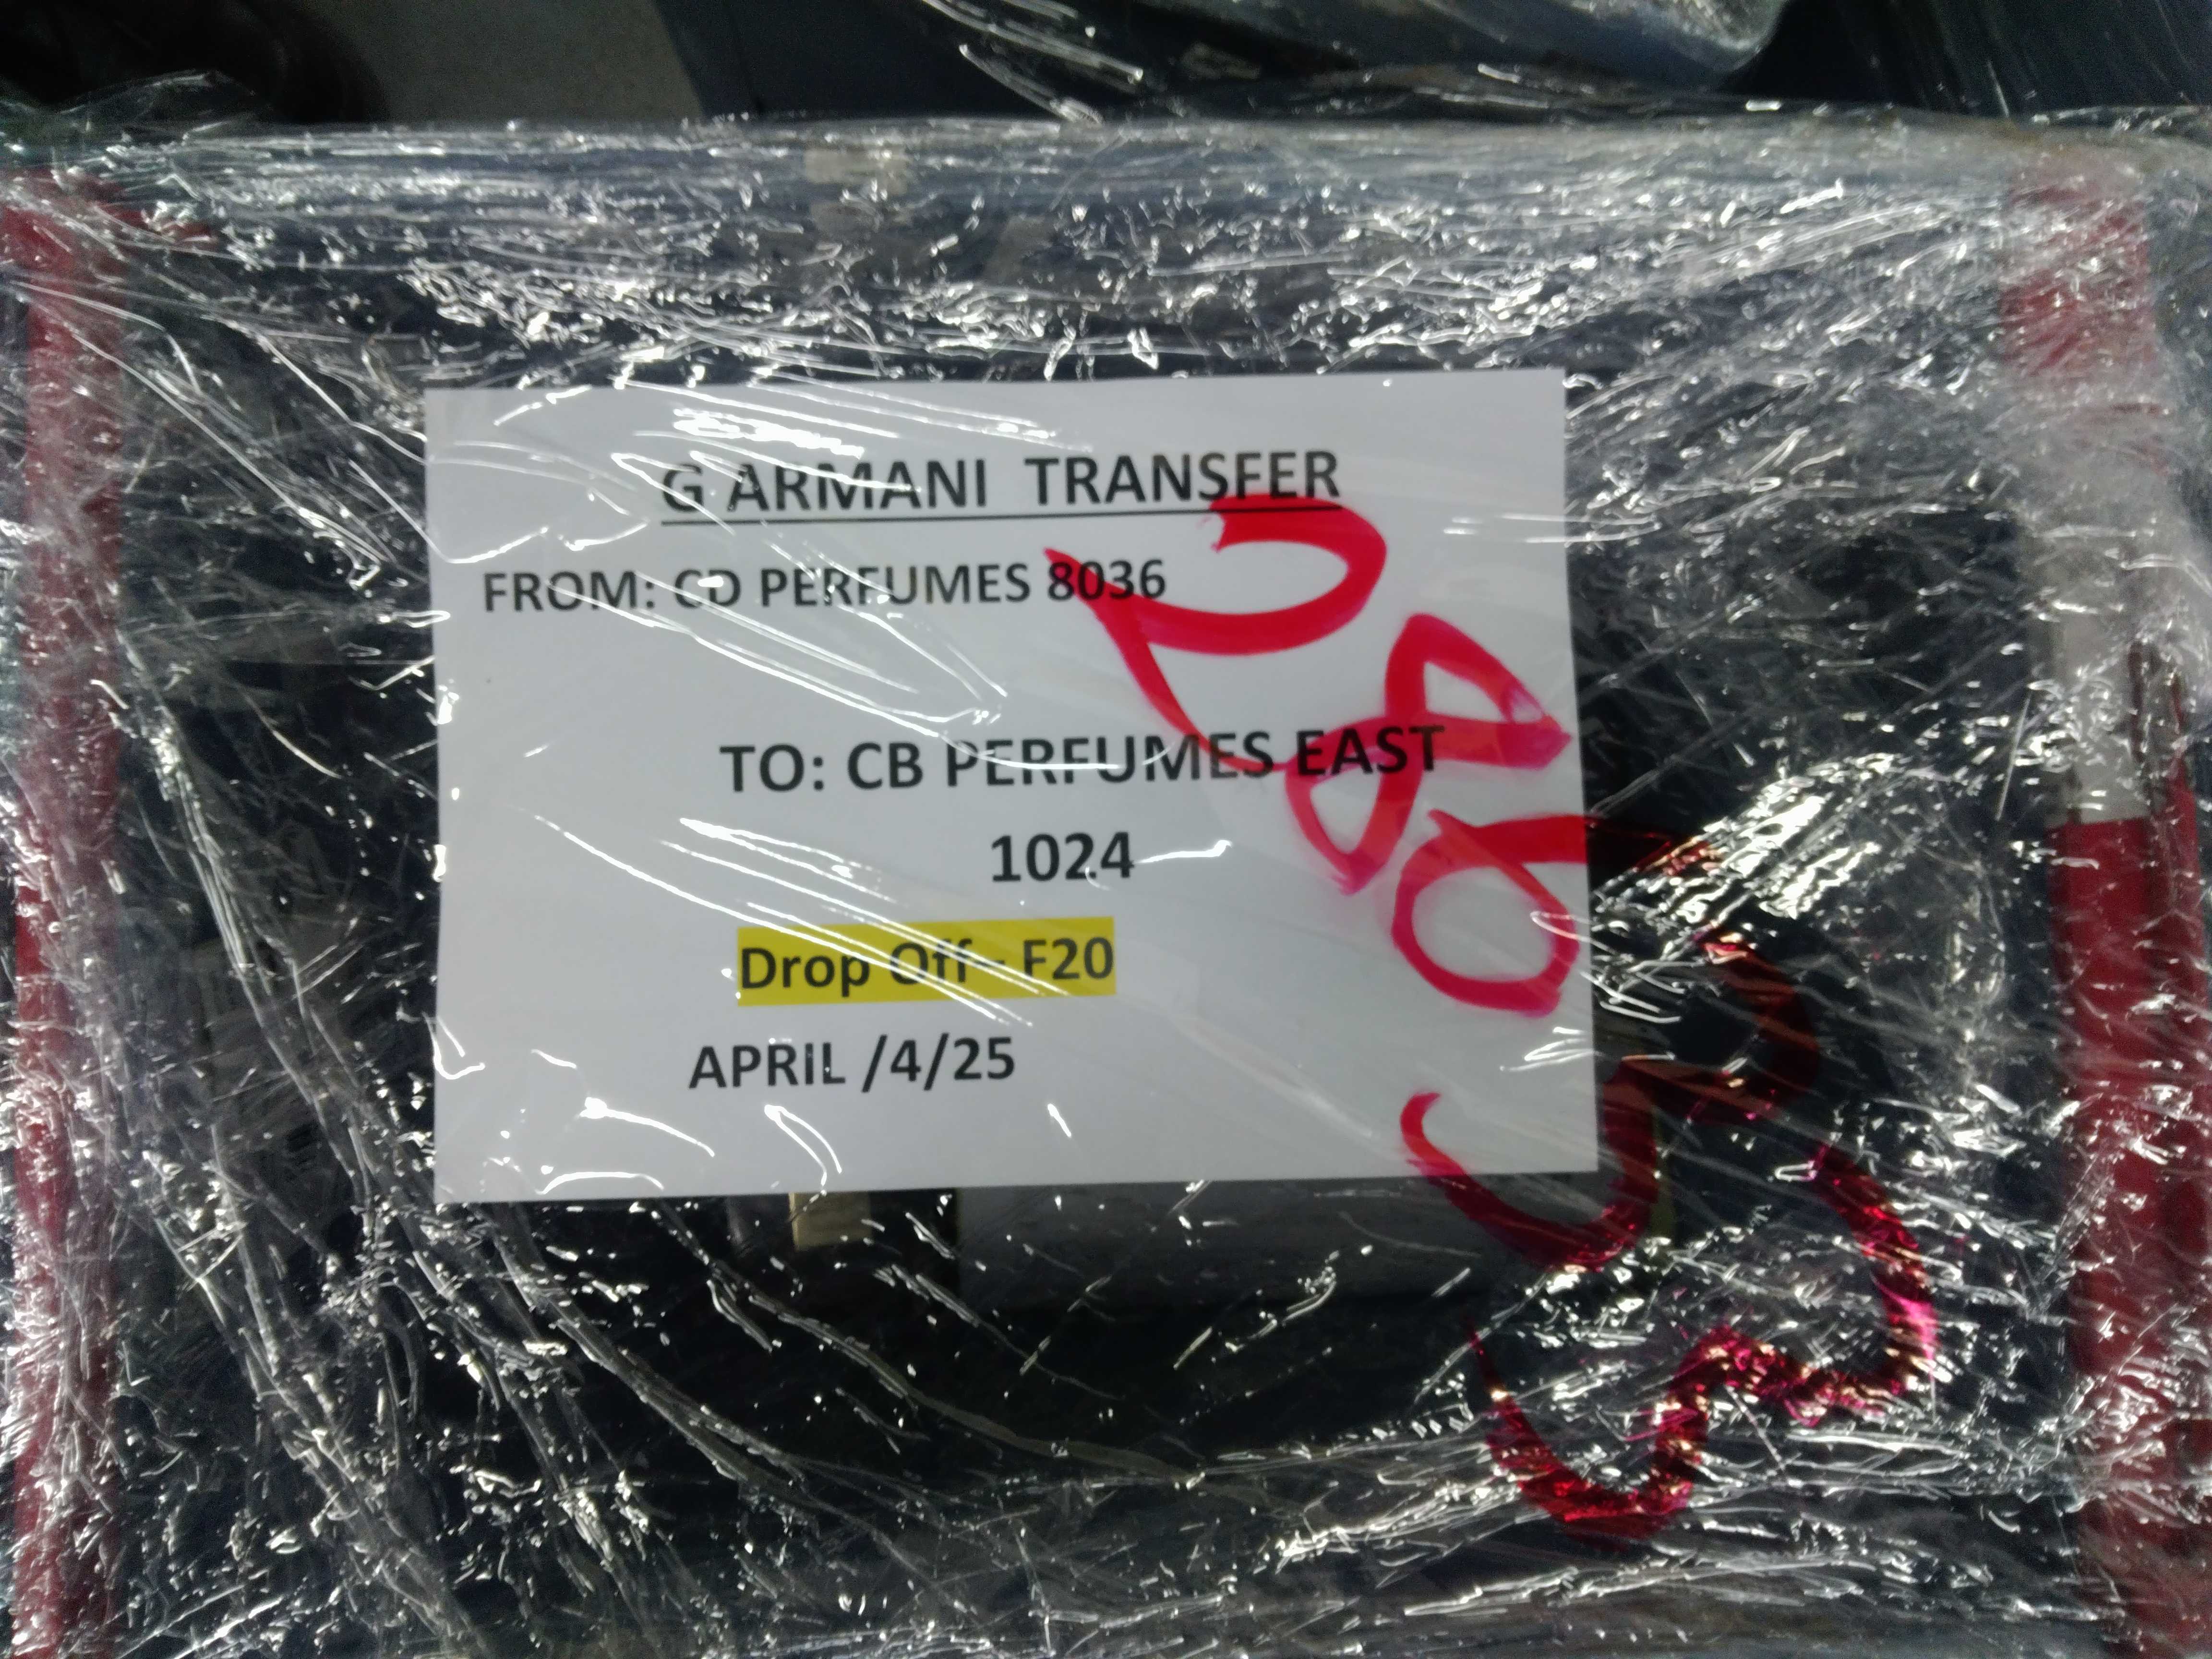 G ARMANI TRANSFER
FROM: CD PERFUMES 8036
TO: CB PERFUMES EAST
1024
Drop Off - F20
APRIL /4/25